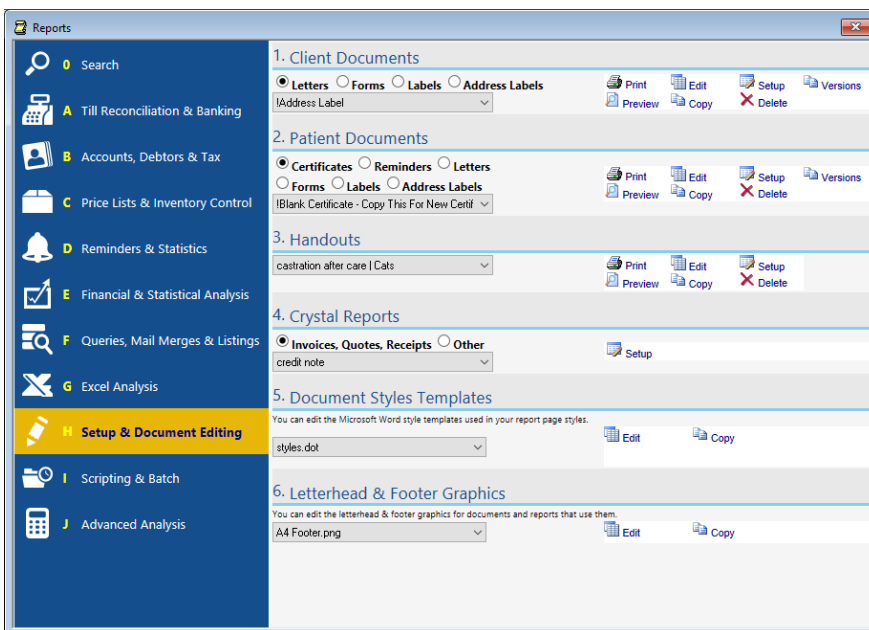 Reports
0 Search
A Till Reconciliation & Banking
B Accounts, Debtors & Tax
C Price Lists & Inventory Control
D Reminders & Statistics
E Financial & Statistical Analysis
F Queries, Mail Merges & Listings
G Excel Analysis
H Setup & Document Editing
I Scripting & Batch
J Advanced Analysis
1. Client Documents
Letters Forms Labels Address Labels
!Address Label
Print Edit Setup Versions
Preview Copy Delete
2. Patient Documents
Certificates Reminders Letters
Forms Labels Address Labels
!Blank Certificate - Copy This For New Certif
Print Edit Setup Versions
Preview Copy Delete
3. Handouts
castration after care | Cats
Print Edit Setup
Preview Copy Delete
4. Crystal Reports
Invoices, Quotes, Receipts Other
credit note
Setup
5. Document Styles Templates
You can edit the Microsoft Word style templates used in your report page styles.
styles.dot
Edit Copy
6. Letterhead & Footer Graphics
You can edit the letterhead & footer graphics for documents and reports that use them.
A4 Footer.png
Edit Copy